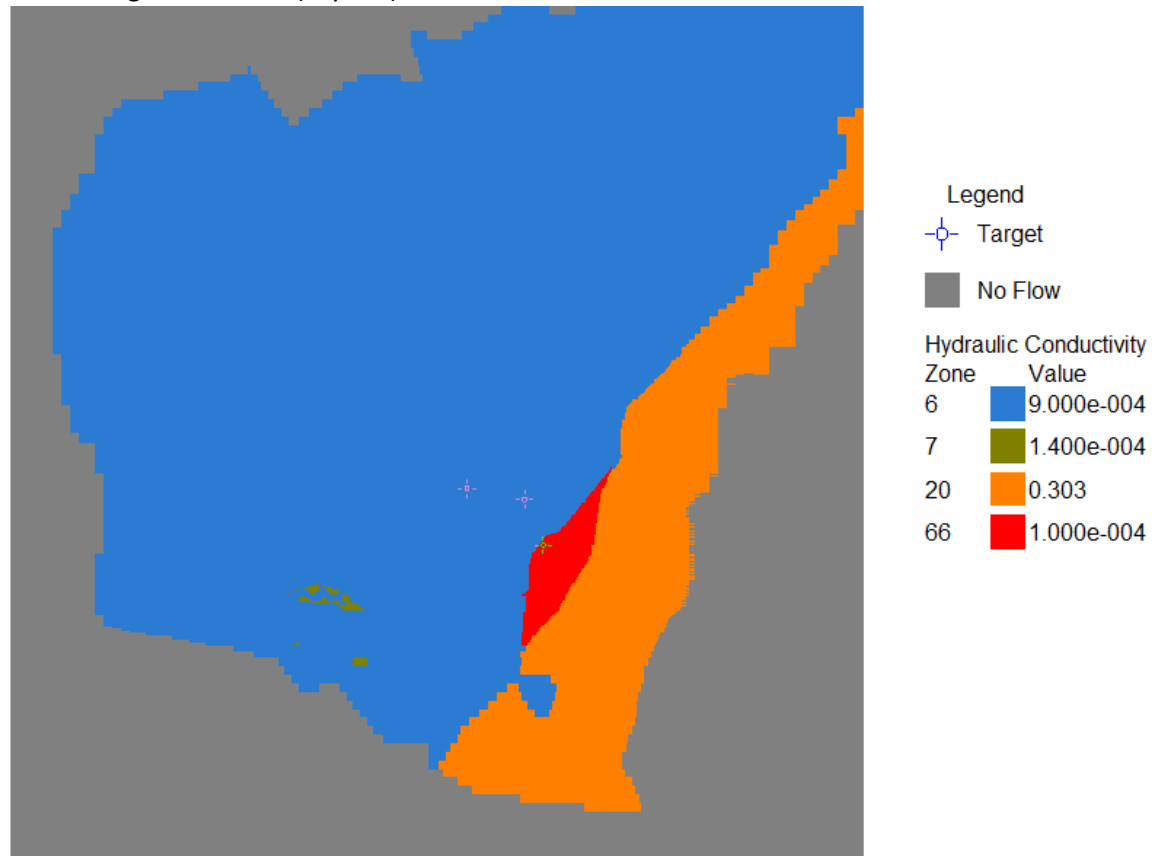 Legend
Target
No Flow
Hydraulic Conductivity
Zone Value
6 9.000e-004
7 1.400e-004
20 0.303
66 1.000e-004